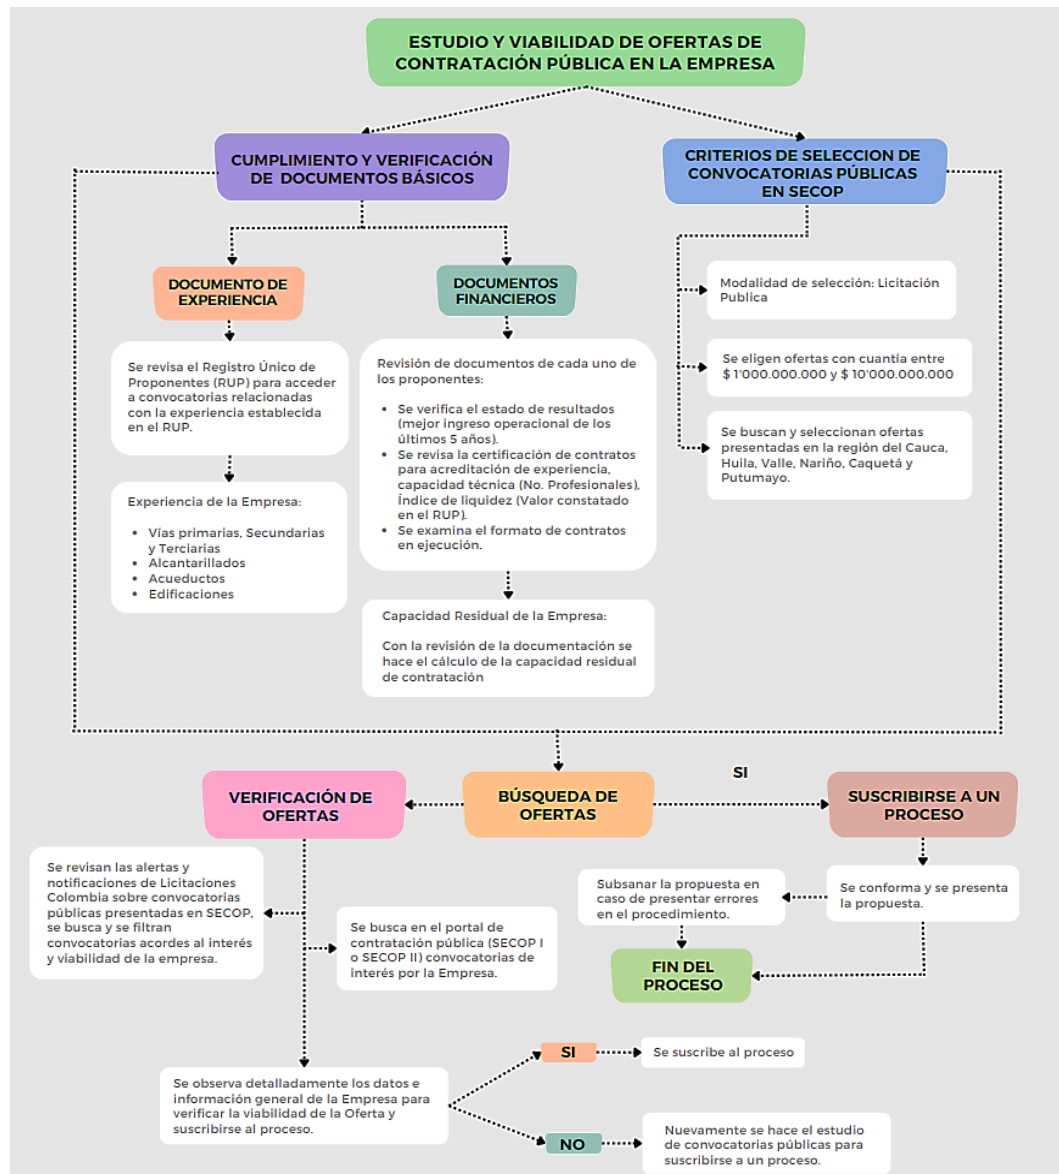 ESTUDIO Y VIABILIDAD DE OFERTAS DE
CONTRATACIÓN PÚBLICA EN LA EMPRESA
CUMPLIMIENTO Y VERIFICACIÓN
DE DOCUMENTOS BÁSICOS
CRITERIOS DE SELECCION DE
CONVOCATORIAS PÚBLICAS
EN SECOP
DOCUMENTO DE
EXPERIENCIA
DOCUMENTOS
FINANCIEROS
Modalidad de selección: Licitación
Publica
Se revisa el Registro Único de
Proponentes (RUP) para acceder
a convocatorias relacionadas
con la experiencia establecida
en el RUP.
Revisión de documentos de cada uno de
los proponentes:
• Se verifica el estado de resultados
(mejor ingreso operacional de los
últimos 5 años).
• Se revisa la certificación de contratos
para acreditación de experiencia,
capacidad técnica (No. Profesionales),
Índice de liquidez (Valor constatado
en el RUP).
• Se examina el formato de contratos
en ejecución.
Se eligen ofertas con cuantía entre
$ 1'000.000.000 y $ 10'000.000.000
Se buscan y seleccionan ofertas
presentadas en la región del Cauca,
Huila, Valle, Nariño, Caquetá y
Putumayo.
Experiencia de la Empresa:
• Vías primarias, Secundarias
y Terciarias
• Alcantarillados
• Acueductos
• Edificaciones
Capacidad Residual de la Empresa:
Con la revisión de la documentación se
hace el cálculo de la capacidad residual
de contratación
VERIFICACIÓN DE
OFERTAS
BÚSQUEDA DE
OFERTAS
SI
SUSCRIBIRSE A UN
PROCESO
Se revisan las alertas y
notificaciones de Licitaciones
Colombia sobre convocatorias
públicas presentadas en SECOP,
se busca y se filtran
convocatorias acordes al interés
y viabilidad de la empresa.
Se busca en el portal de
contratación pública (SECOP I
o SECOP II) convocatorias de
interés por la Empresa.
Subsanar la propuesta en
caso de presentar errores
en el procedimiento.
Se conforma y se presenta
la propuesta.
FIN DEL
PROCESO
Se observa detalladamente los datos e
información general de la Empresa para
verificar la viabilidad de la Oferta y
suscribirse al proceso.
SI
Se suscribe al proceso
NO
Nuevamente se hace el estudio
de convocatorias públicas para
suscribirse a un proceso.